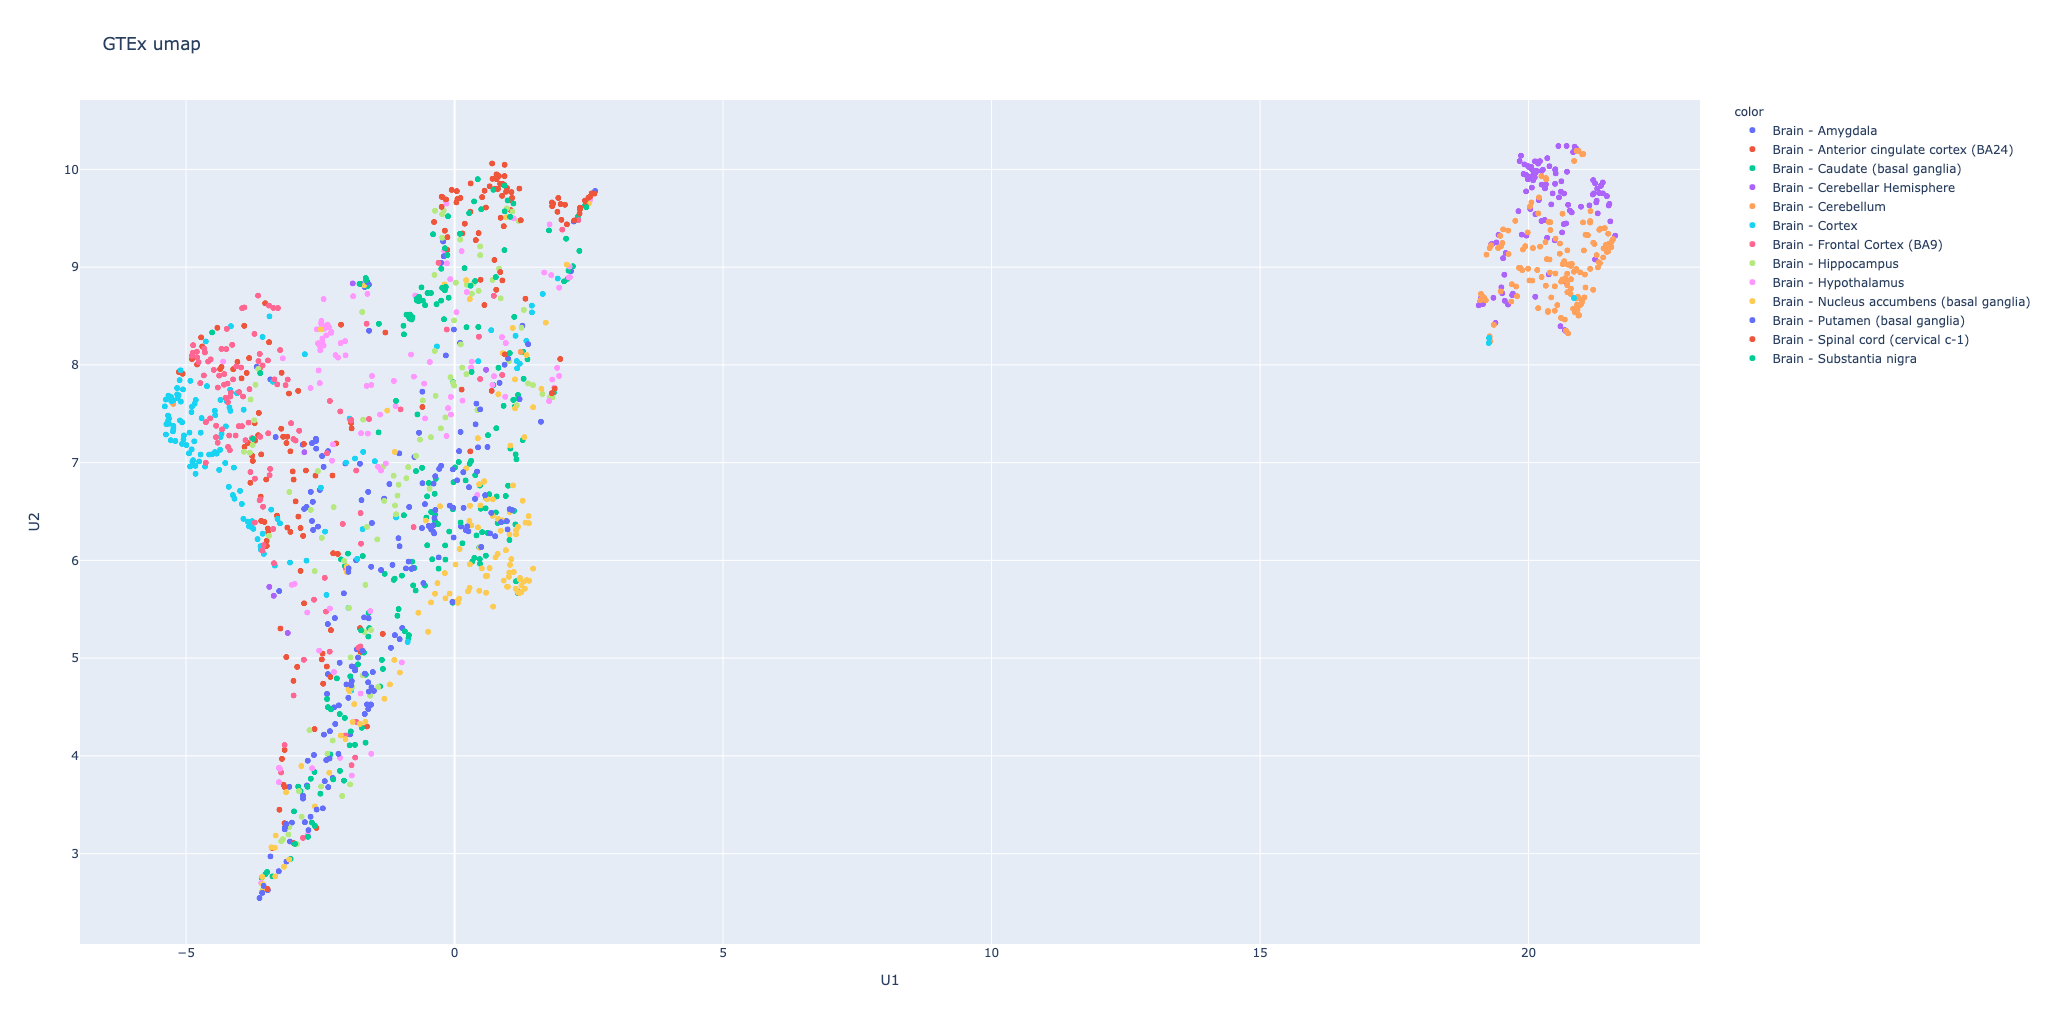 GTEx umap
color
Brain - Amygdala
Brain - Anterior cingulate cortex (BA24)
Brain - Caudate (basal ganglia)
Brain - Cerebellar Hemisphere
Brain - Cerebellum
Brain - Cortex
Brain - Frontal Cortex (BA9)
Brain - Hippocampus
Brain - Hypothalamus
Brain - Nucleus accumbens (basal ganglia)
Brain - Putamen (basal ganglia)
Brain - Spinal cord (cervical c-1)
Brain - Substantia nigra
10
9
8
7
6
5
4
3
U2
−5
0
5
10
15
20
U1